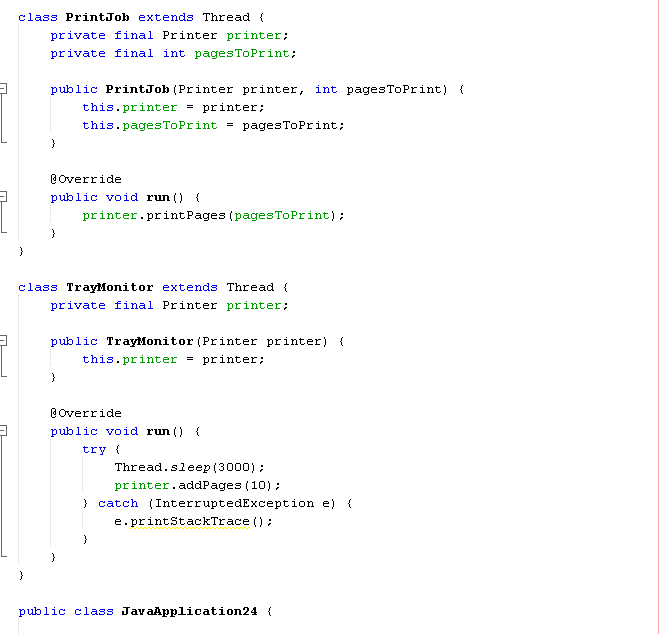 class PrintJob extends Thread {
    private final Printer printer;
    private final int pagesToPrint;

    public PrintJob(Printer printer, int pagesToPrint) {
        this.printer = printer;
        this.pagesToPrint = pagesToPrint;
    }

    @Override
    public void run() {
        printer.printPages(pagesToPrint);
    }
}

class TrayMonitor extends Thread {
    private final Printer printer;

    public TrayMonitor(Printer printer) {
        this.printer = printer;
    }

    @Override
    public void run() {
        try {
            Thread.sleep(3000);
            printer.addPages(10);
        } catch (InterruptedException e) {
            e.printStackTrace();
        }
    }
}

public class JavaApplication24 {